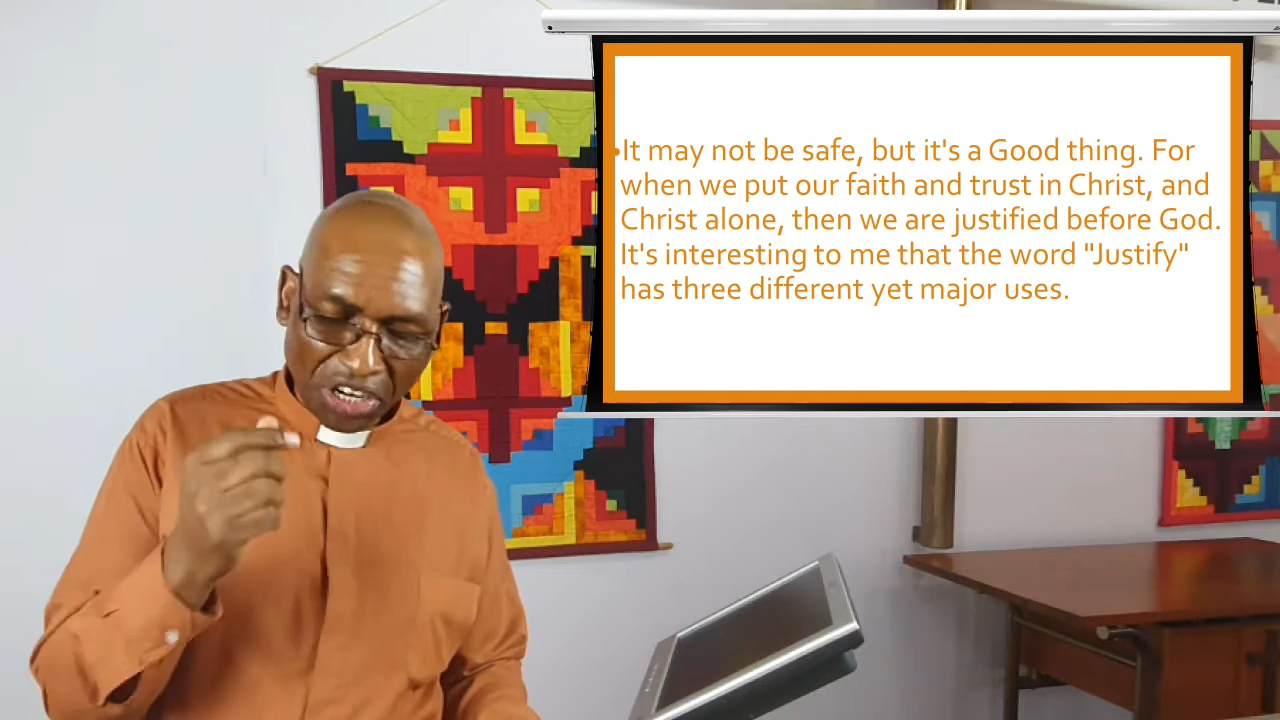 •It may not be safe, but it's a Good thing. For
when we put our faith and trust in Christ, and
Christ alone, then we are justified before God.
It's interesting to me that the word "Justify"
has three different yet major uses.